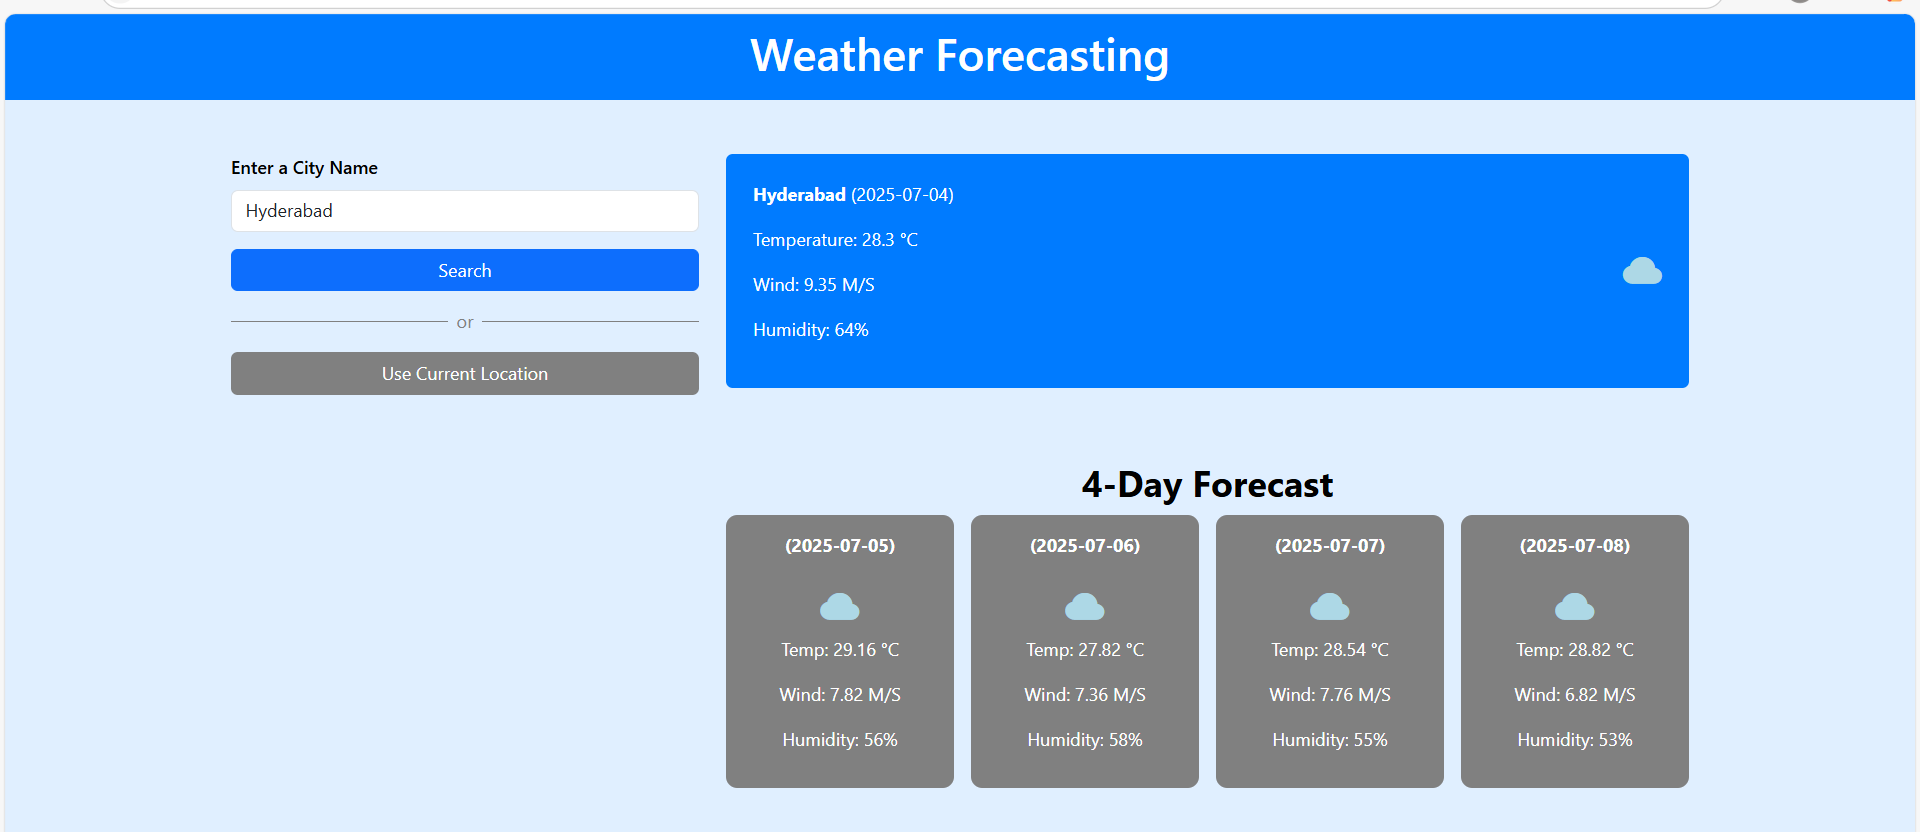 Weather Forecasting
Enter a City Name
Hyderabad
Search
or
Use Current Location
Hyderabad (2025-07-04)
Temperature: 28.3 °C
Wind: 9.35 M/S
Humidity: 64%
4-Day Forecast
(2025-07-05)
Temp: 29.16 °C
Wind: 7.82 M/S
Humidity: 56%
(2025-07-06)
Temp: 27.82 °C
Wind: 7.36 M/S
Humidity: 58%
(2025-07-07)
Temp: 28.54 °C
Wind: 7.76 M/S
Humidity: 55%
(2025-07-08)
Temp: 28.82 °C
Wind: 6.82 M/S
Humidity: 53%